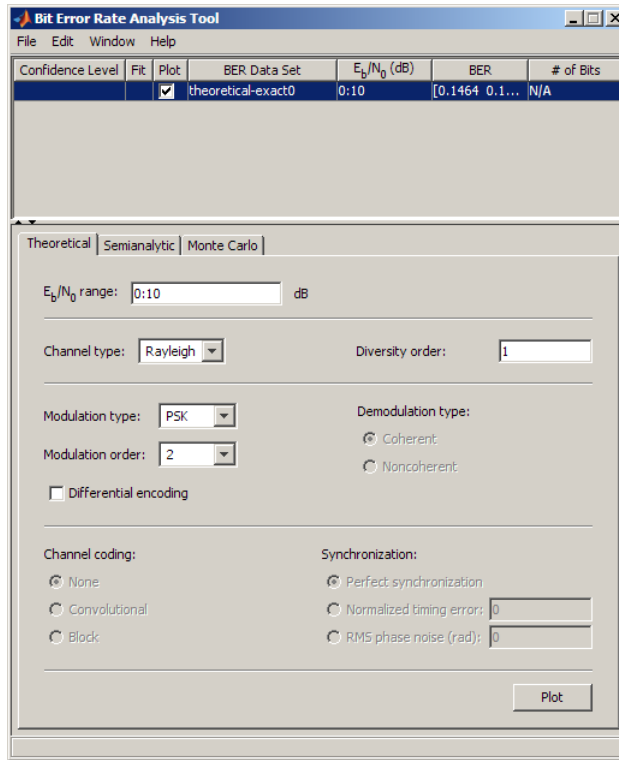 Bit Error Rate Analysis Tool
File Edit Window Help
Confidence Level Fit Plot BER Data Set Eb/N0 (dB) BER # of Bits
theoretical-exact0 0:10 [0.1464 0.1... N/A
Theoretical Semianalytic Monte Carlo
Eb/N0 range: 0:10 dB
Channel type: Rayleigh Diversity order: 1
Modulation type: PSK Demodulation type:
Coherent
Modulation order: 2
Noncoherent
Differential encoding
Channel coding: Synchronization:
None Perfect synchronization
Convolutional Normalized timing error: 0
Block RMS phase noise (rad): 0
Plot